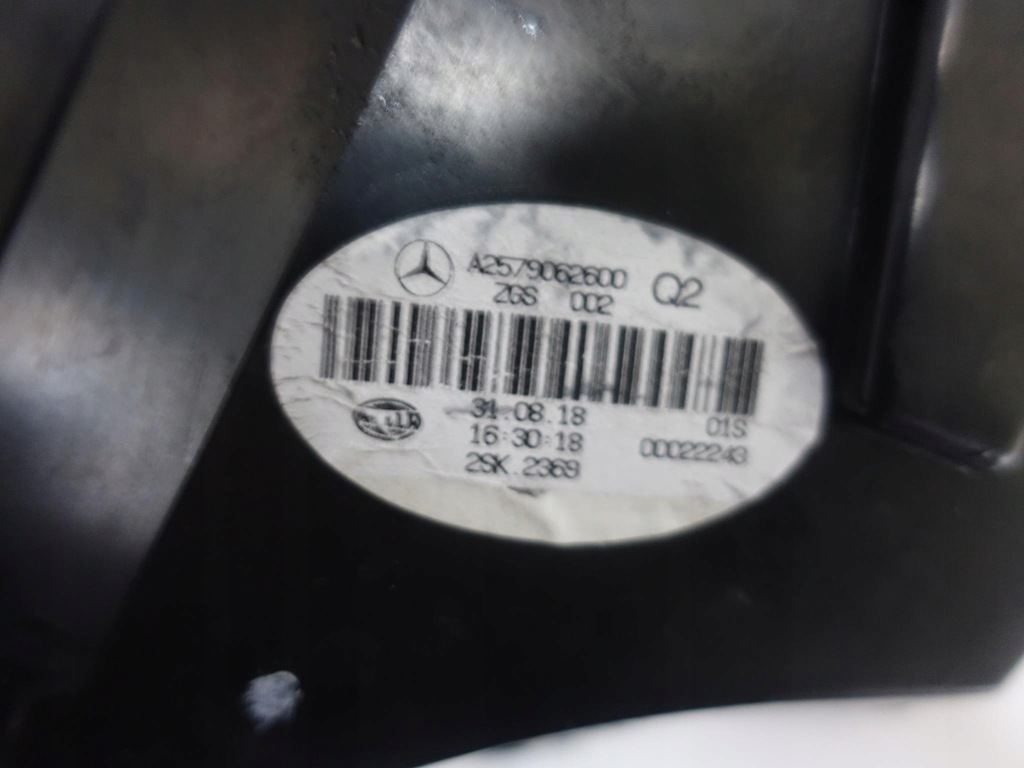 A2579062600 Q2
ZGS 002
31.08.18 01S
16:30:18 00022243
2SK.2369